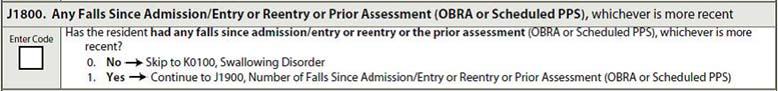 J1800. Any Falls Since Admission/Entry or Reentry or Prior Assessment (OBRA or Scheduled PPS), whichever is more recent
Enter Code
Has the resident had any falls since admission/entry or reentry or the prior assessment (OBRA or Scheduled PPS), whichever is more
recent?
0. No → Skip to K0100, Swallowing Disorder
1. Yes → Continue to J1900, Number of Falls Since Admission/Entry or Reentry or Prior Assessment (OBRA or Scheduled PPS)